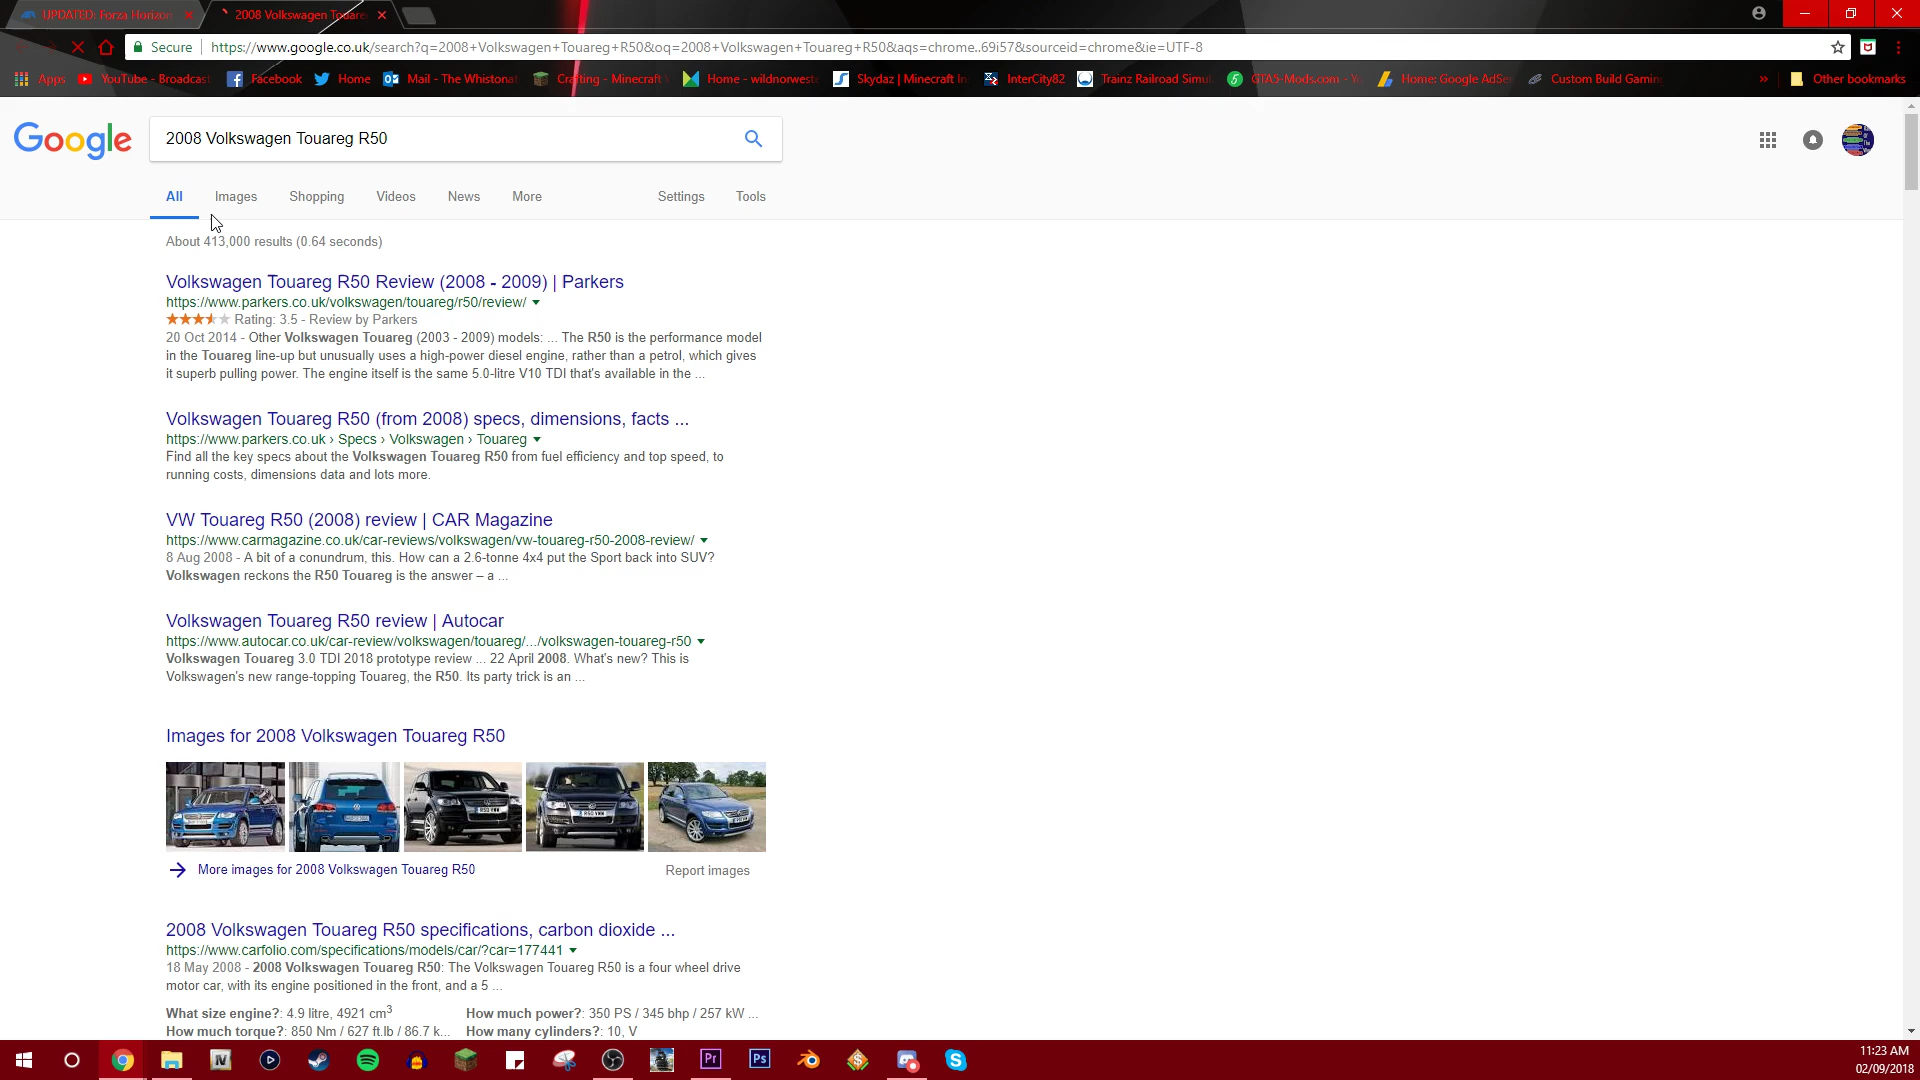 UPDATED: Forza Horizon
2008 Volkswagen Touare
Secure
https://www.google.co.uk/search?q=2008+Volkswagen+Touareg+R50&oq=2008+Volkswagen+Touareg+R50&aqs=chrome..69i57&sourceid=chrome&ie=UTF-8
Apps YouTube - Broadcast Facebook Home Mail - The Whistona Crafting - Minecraft Home - wildnorweste Skydaz | Minecraft In InterCity82 Trainz Railroad Simul GTA5-Mods.com - Y Home: Google AdSe Custom Build Gamin » Other bookmarks
Google
2008 Volkswagen Touareg R50
All Images Shopping Videos News More Settings Tools
About 413,000 results (0.64 seconds)
Volkswagen Touareg R50 Review (2008 - 2009) | Parkers
https://www.parkers.co.uk/volkswagen/touareg/r50/review/
Rating: 3.5 - Review by Parkers
20 Oct 2014 - Other Volkswagen Touareg (2003 - 2009) models: ... The R50 is the performance model
in the Touareg line-up but unusually uses a high-power diesel engine, rather than a petrol, which gives
it superb pulling power. The engine itself is the same 5.0-litre V10 TDI that's available in the ...
Volkswagen Touareg R50 (from 2008) specs, dimensions, facts ...
https://www.parkers.co.uk › Specs › Volkswagen › Touareg
Find all the key specs about the Volkswagen Touareg R50 from fuel efficiency and top speed, to
running costs, dimensions data and lots more.
VW Touareg R50 (2008) review | CAR Magazine
https://www.carmagazine.co.uk/car-reviews/volkswagen/vw-touareg-r50-2008-review/
8 Aug 2008 - A bit of a conundrum, this. How can a 2.6-tonne 4x4 put the Sport back into SUV?
Volkswagen reckons the R50 Touareg is the answer – a ...
Volkswagen Touareg R50 review | Autocar
https://www.autocar.co.uk/car-review/volkswagen/touareg/.../volkswagen-touareg-r50
Volkswagen Touareg 3.0 TDI 2018 prototype review ... 22 April 2008. What's new? This is
Volkswagen's new range-topping Touareg, the R50. Its party trick is an ...
Images for 2008 Volkswagen Touareg R50
More images for 2008 Volkswagen Touareg R50
Report images
2008 Volkswagen Touareg R50 specifications, carbon dioxide ...
https://www.carfolio.com/specifications/models/car/?car=177441
18 May 2008 - 2008 Volkswagen Touareg R50: The Volkswagen Touareg R50 is a four wheel drive
motor car, with its engine positioned in the front, and a 5 ...
What size engine?: 4.9 litre, 4921 cm3 How much power?: 350 PS / 345 bhp / 257 kW ...
How much torque?: 850 Nm / 627 ft.lb / 86.7 k... How many cylinders?: 10, V
Pr
Ps
11:23 AM
02/09/2018